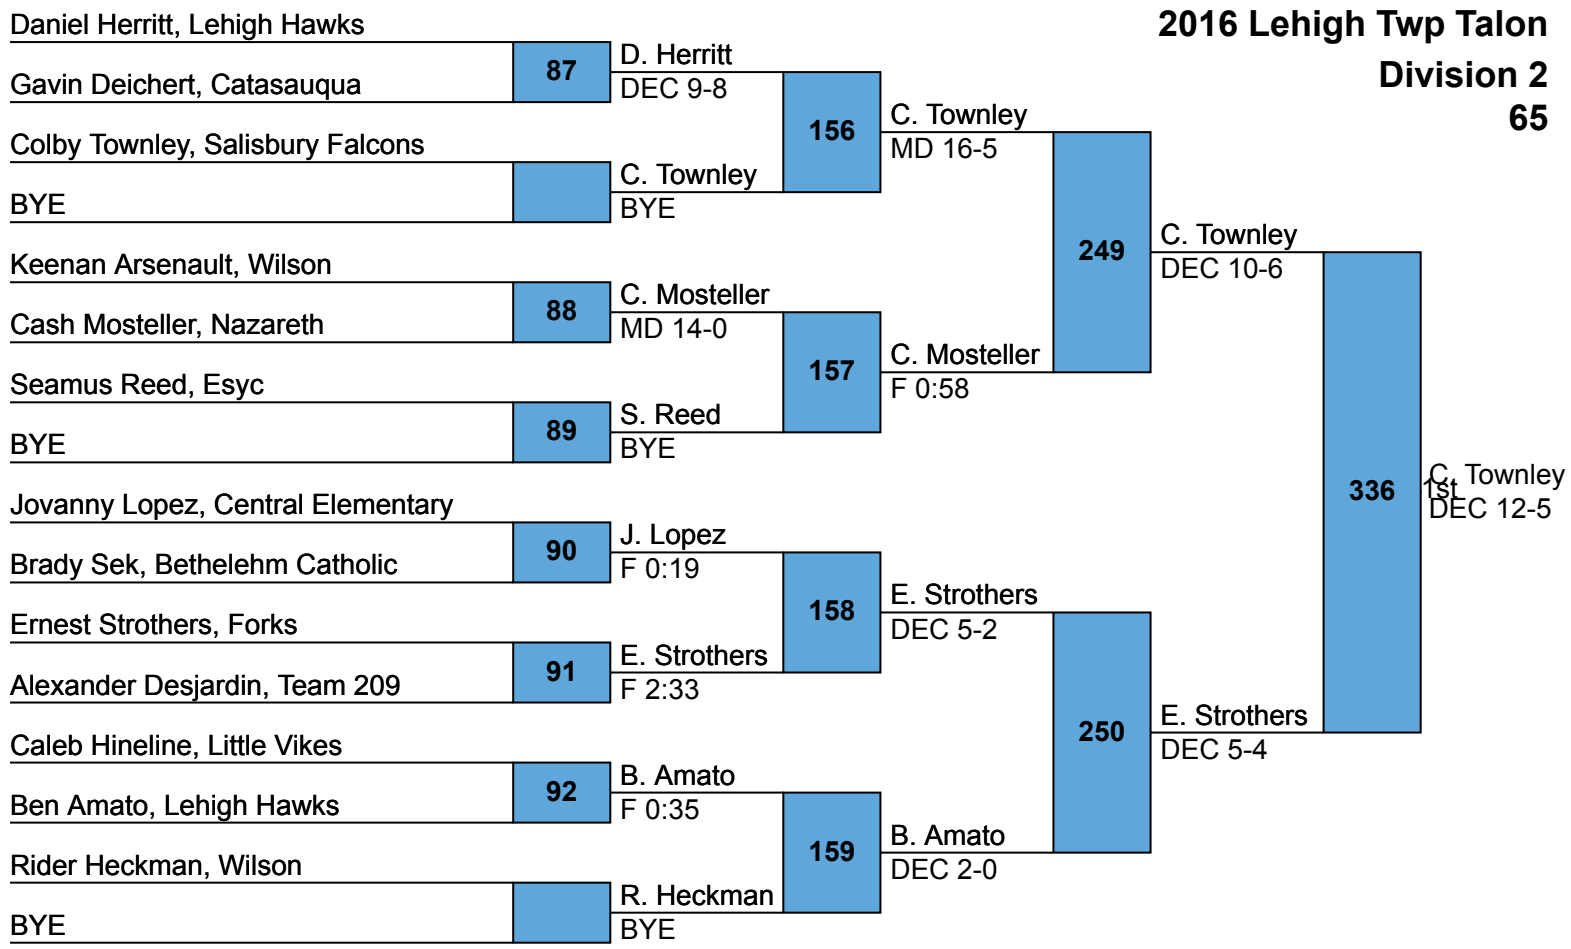 2016 Lehigh Twp Talon
Division 2
65
Daniel Herritt, Lehigh Hawks
87
D. Herritt
DEC 9-8
Gavin Deichert, Catasauqua
156
C. Townley
MD 16-5
Colby Townley, Salisbury Falcons
C. Townley
BYE
BYE
249
C. Townley
DEC 10-6
Keenan Arsenault, Wilson
88
C. Mosteller
MD 14-0
Cash Mosteller, Nazareth
157
C. Mosteller
F 0:58
Seamus Reed, Esyc
89
S. Reed
BYE
BYE
336
1st
C. Townley
DEC 12-5
Jovanny Lopez, Central Elementary
90
J. Lopez
F 0:19
Brady Sek, Bethelehm Catholic
158
E. Strothers
DEC 5-2
Ernest Strothers, Forks
91
E. Strothers
F 2:33
Alexander Desjardin, Team 209
250
E. Strothers
DEC 5-4
Caleb Hineline, Little Vikes
92
B. Amato
F 0:35
Ben Amato, Lehigh Hawks
159
B. Amato
DEC 2-0
Rider Heckman, Wilson
R. Heckman
BYE
BYE